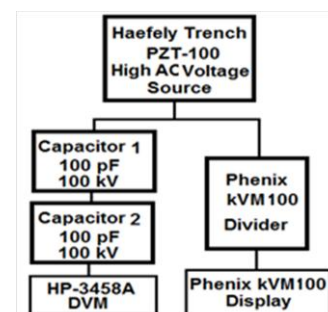 Haefely Trench
PZT-100
High AC Voltage
Source
Capacitor 1
100 pF
100 kV
Capacitor 2
100 pF
100 kV
HP-3458A
DVM
Phenix
kVM100
Divider
Phenix kVM100
Display